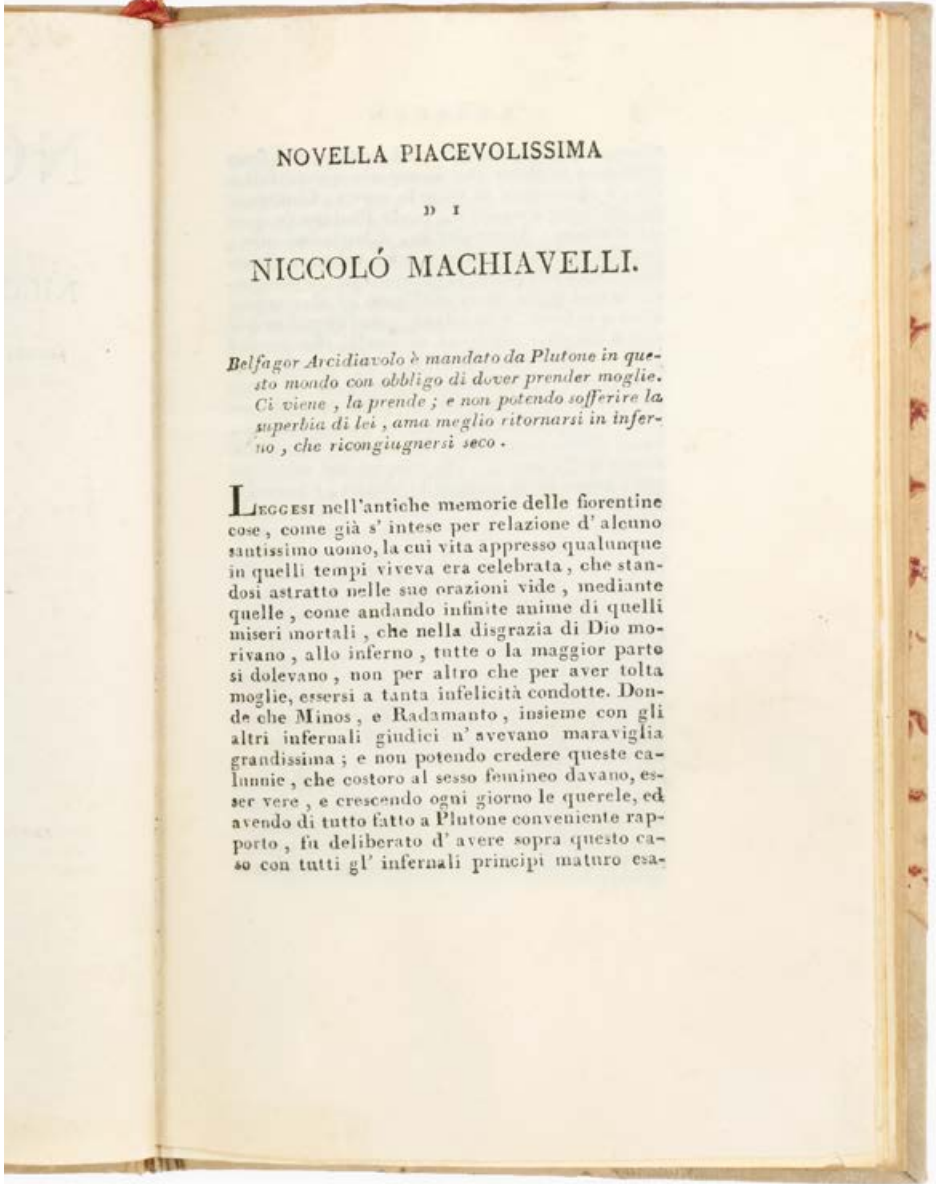 NOVELLA PIACEVOLISSIMA
DI
NICCOLÓ MACHIAVELLI.
Belfagor Arcidiavolo è mandato da Plutone in que-
sto mondo con obbligo di dover prender moglie.
Ci viene , la prende ; e non potendo sofferire la
superbia di lei , ama meglio ritornarsi in infer-
no , che ricongiugnersi seco .
LEGGESI nell'antiche memorie delle fiorentine
cose , come già s' intese per relazione d' alcuno
santissimo uomo, la cui vita appresso qualunque
in quelli tempi viveva era celebrata , che stan-
dosi astratto nelle sue orazioni vide , mediante
quelle , come andando infinite anime di quelli
miseri mortali , che nella disgrazia di Dio mo-
rivano , allo inferno , tutte o la maggior parte
si dolevano , non per altro che per aver tolta
moglie, essersi a tanta infelicità condotte. Don-
de che Minos , e Radamanto , insieme con gli
altri infernali giudici n' avevano maraviglia
grandissima ; e non potendo credere queste ca-
lunnie , che costoro al sesso femineo davano, es-
ser vere , e crescendo ogni giorno le querele, ed
avendo di tutto fatto a Plutone conveniente rap-
porto , fu deliberato d' avere sopra questo ca-
so con tutti gl' infernali principi maturo esa-